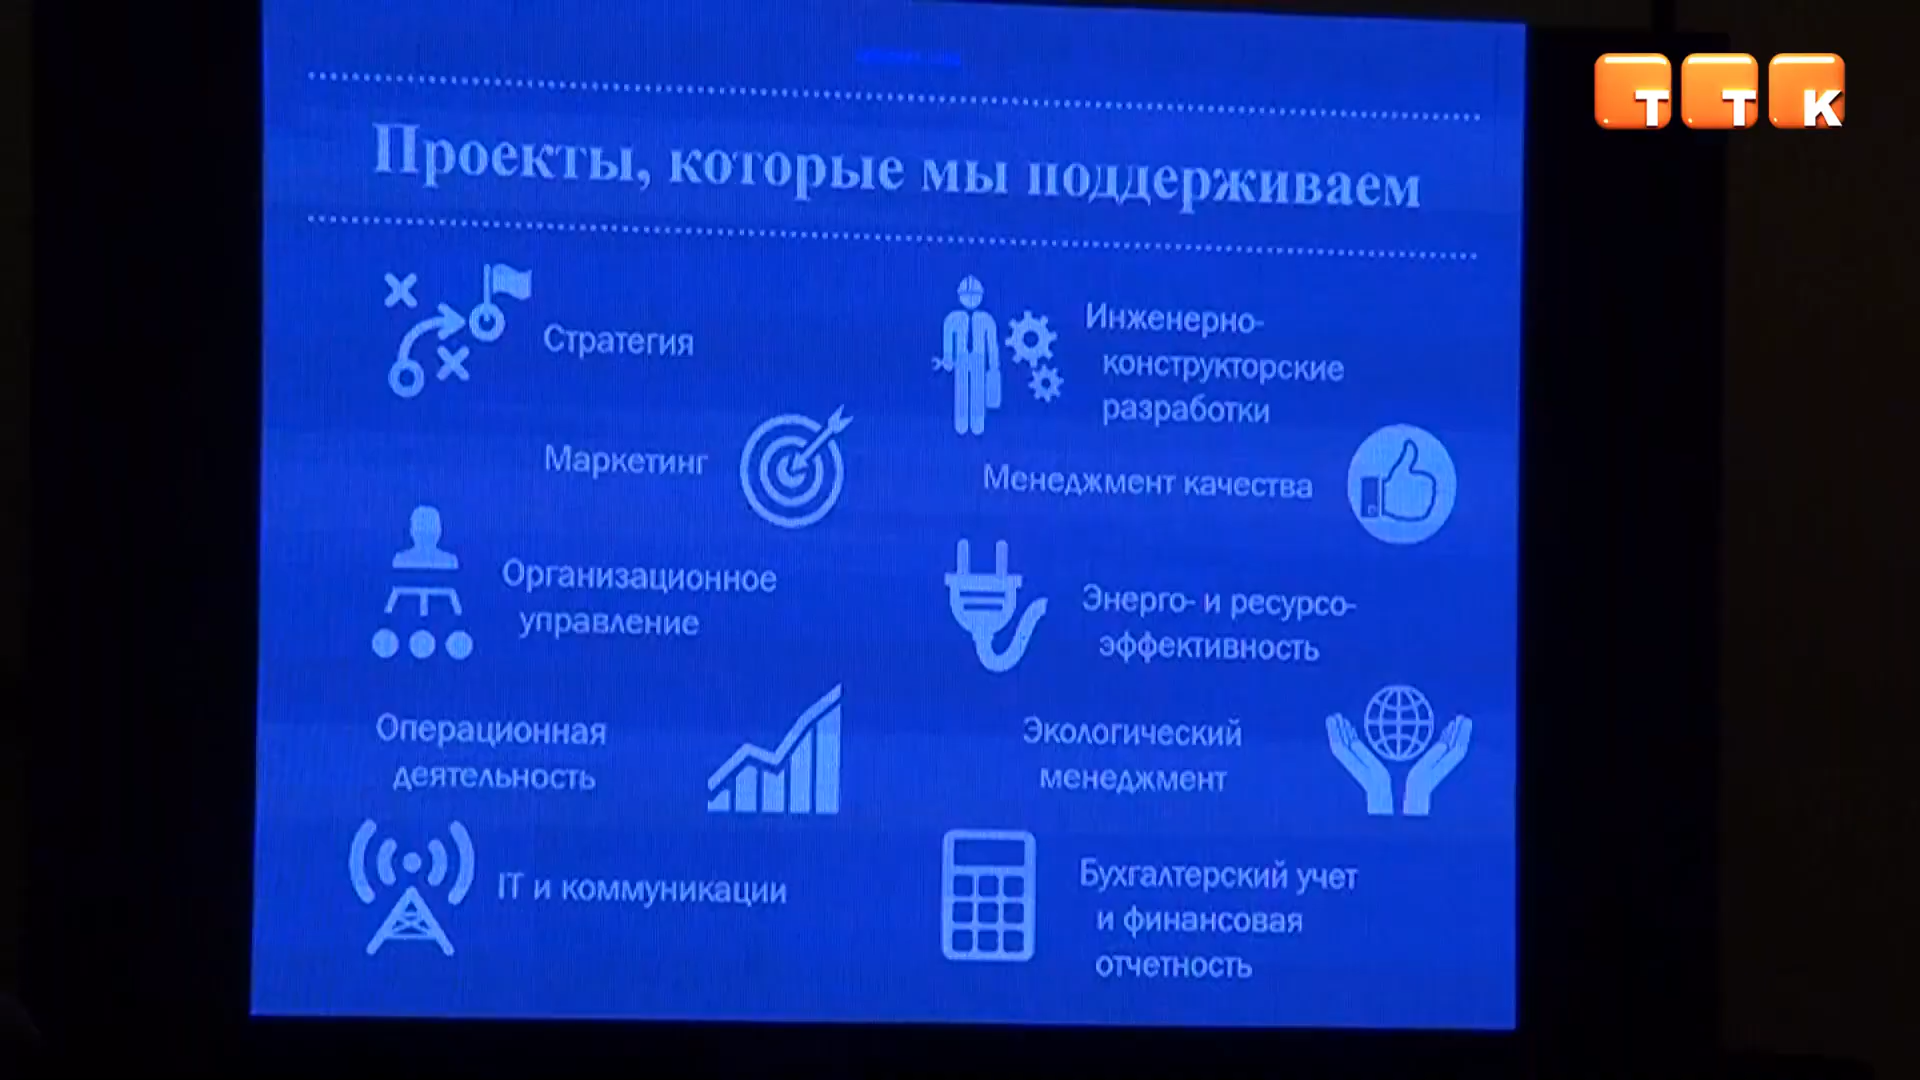 ТТК
Проекты, которые мы поддерживаем
Стратегия
Маркетинг
Организационное
управление
Операционная
деятельность
IT и коммуникации
Инженерно-
конструкторские
разработки
Менеджмент качества
Энерго- и ресурсо-
эффективность
Экологический
менеджмент
Бухгалтерский учет
и финансовая
отчетность